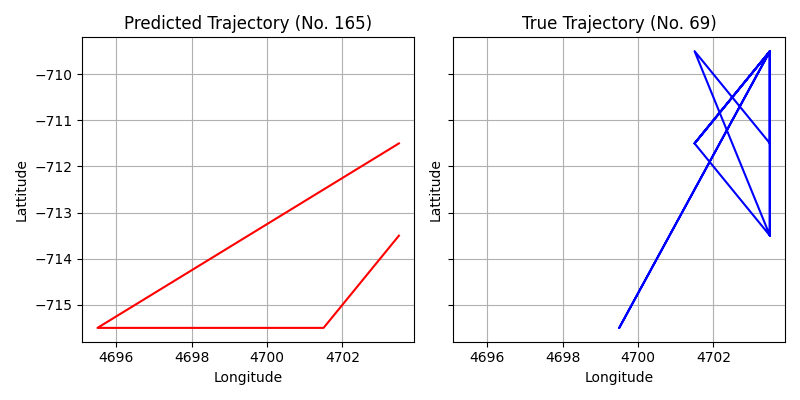 Predicted Trajectory (No. 165)
Lattitude
−710
−711
−712
−713
−714
−715
4696 4698 4700 4702
Longitude
True Trajectory (No. 69)
Lattitude
4696 4698 4700 4702
Longitude